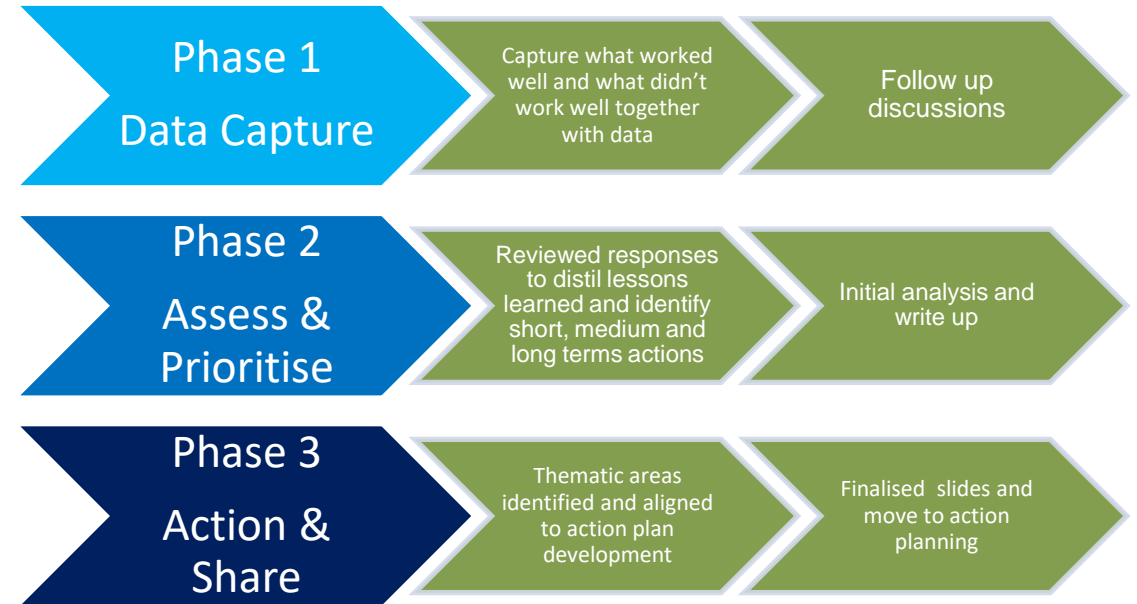 Phase 1
Data Capture
Capture what worked
well and what didn’t
work well together
with data
Follow up
discussions
Phase 2
Assess &
Prioritise
Reviewed responses
to distil lessons
learned and identify
short, medium and
long terms actions
Initial analysis and
write up
Phase 3
Action &
Share
Thematic areas
identified and aligned
to action plan
development
Finalised  slides and
move to action
planning